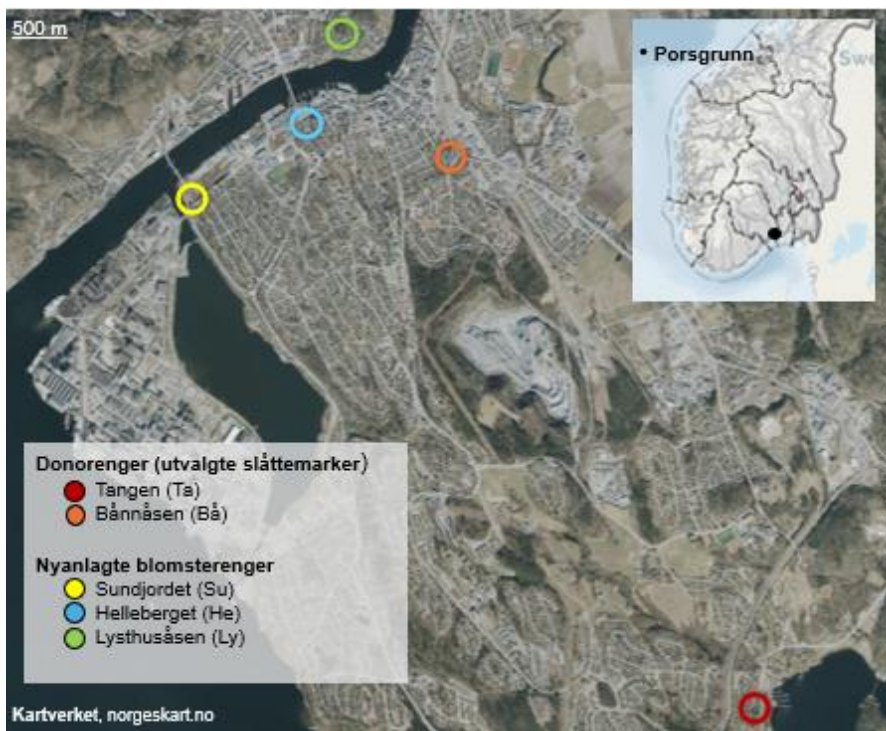 500 m
• Porsgrunn
Swe
Donorenger (utvalgte slåttemarker)
Tangen (Ta)
Bånnåsen (Bå)
Nyanlagte blomsterenger
Sundjordet (Su)
Helleberget (He)
Lysthusåsen (Ly)
Kartverket, norgeskart.no